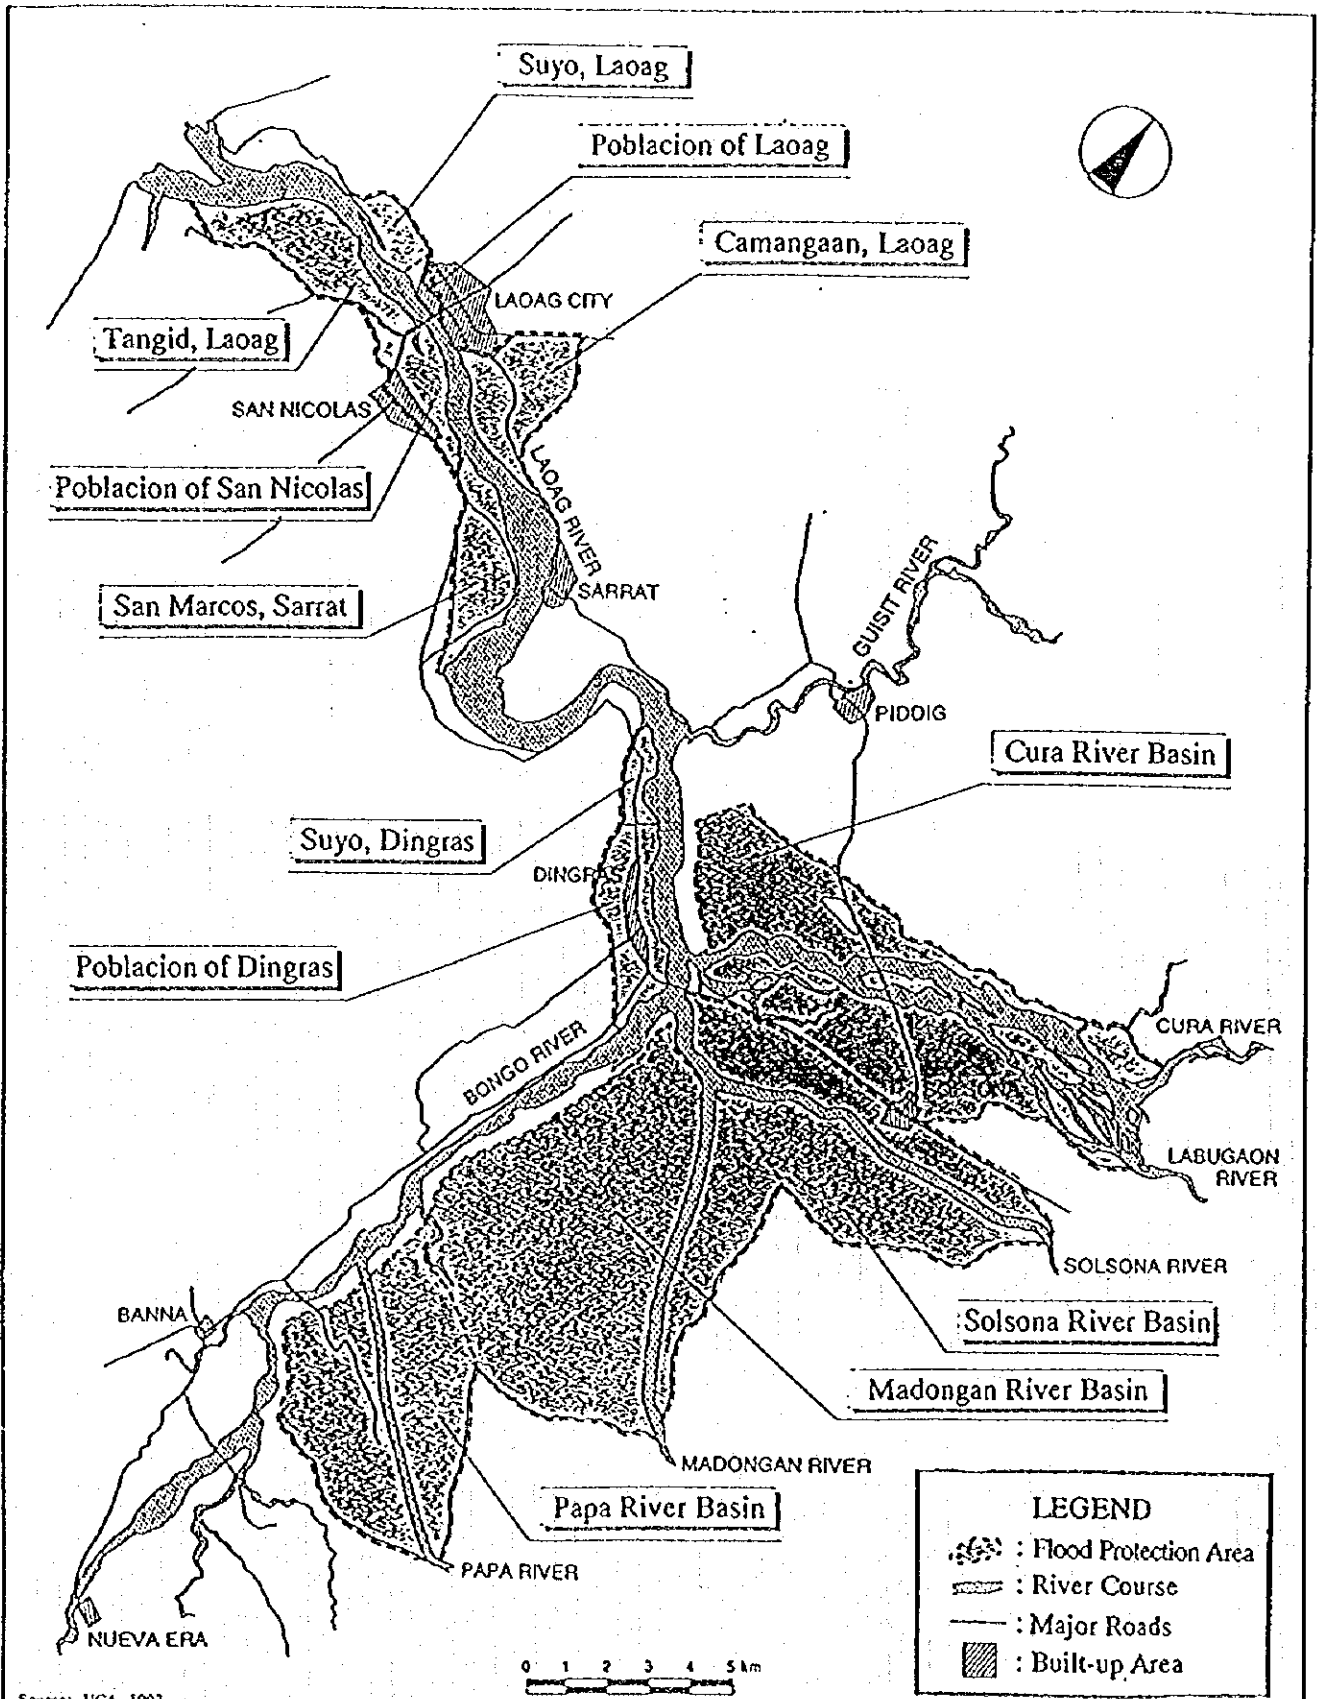 Suyo, Laoag
Poblacion of Laoag
Camangaan, Laoag
LAOAG CITY
Tangid, Laoag
SAN NICOLAS
LAOAG RIVER
Poblacion of San Nicolas
San Marcos, Sarrat
SARRAT
GUISIT RIVER
PIDDIG
Cura River Basin
Suyo, Dingras
DINGRAS
Poblacion of Dingras
BONGO RIVER
CURA RIVER
LABUGAON
RIVER
SOLSONA RIVER
BANNA
Solsona River Basin
Madongan River Basin
MADONGAN RIVER
Papa River Basin
PAPA RIVER
NUEVA ERA
LEGEND
: Flood Protection Area
: River Course
: Major Roads
: Built-up Area
0 1 2 3 4 5 km